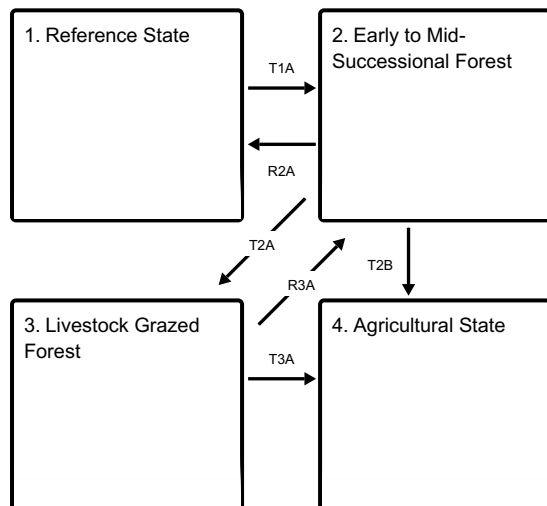 1. Reference State
2. Early to Mid-
Successional Forest
T1A
R2A
T2A
R3A
T2B
3. Livestock Grazed
Forest
4. Agricultural State
T3A